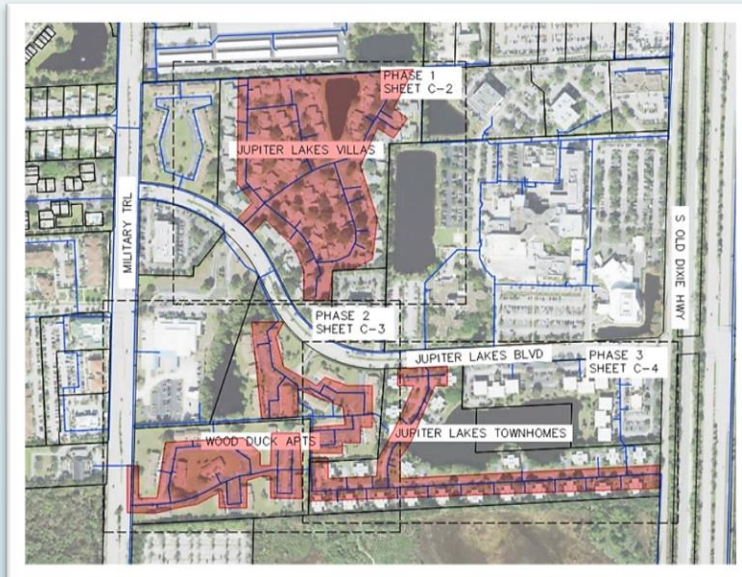 PHASE 1
SHEET C-2
JUPITER LAKES VILLAS
MILITARY TRL
S OLD DIXIE HWY
PHASE 2
SHEET C-3
JUPITER LAKES BLVD
PHASE 3
SHEET C-4
WOOD DUCK APTS
JUPITER LAKES TOWNHOMES